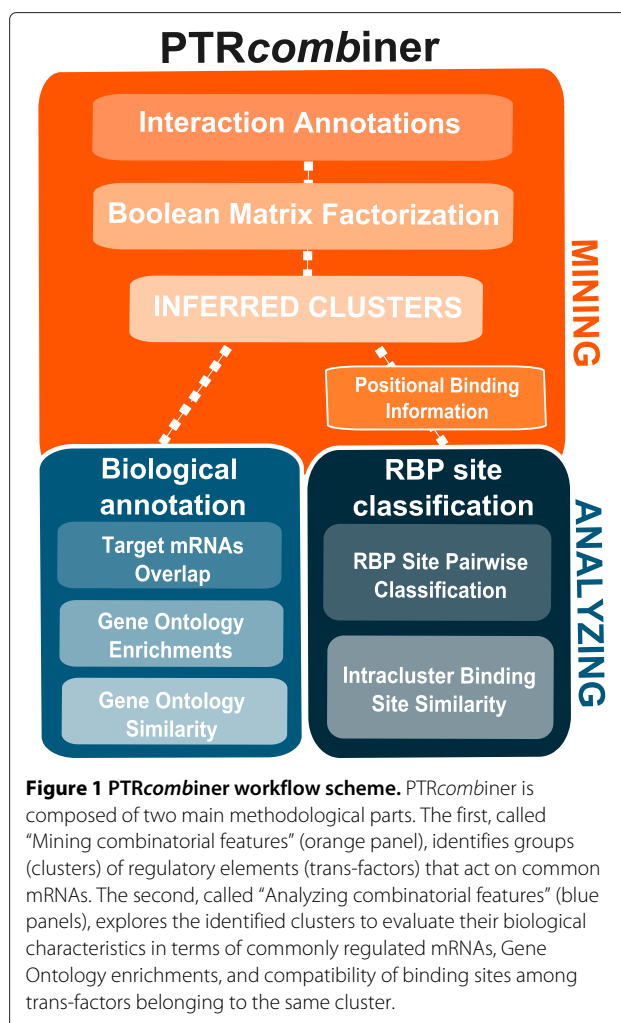 PTRcombiner
Interaction Annotations
Boolean Matrix Factorization
INFERRED CLUSTERS
MINING
Positional Binding
Information
Biological
annotation
Target mRNAs
Overlap
Gene Ontology
Enrichments
Gene Ontology
Similarity
RBP site
classification
RBP Site Pairwise
Classification
Intracluster Binding
Site Similarity
ANALYZING
Figure 1 PTRcombiner workflow scheme. PTRcombiner is
composed of two main methodological parts. The first, called
“Mining combinatorial features” (orange panel), identifies groups
(clusters) of regulatory elements (trans-factors) that act on common
mRNAs. The second, called “Analyzing combinatorial features” (blue
panels), explores the identified clusters to evaluate their biological
characteristics in terms of commonly regulated mRNAs, Gene
Ontology enrichments, and compatibility of binding sites among
trans-factors belonging to the same cluster.